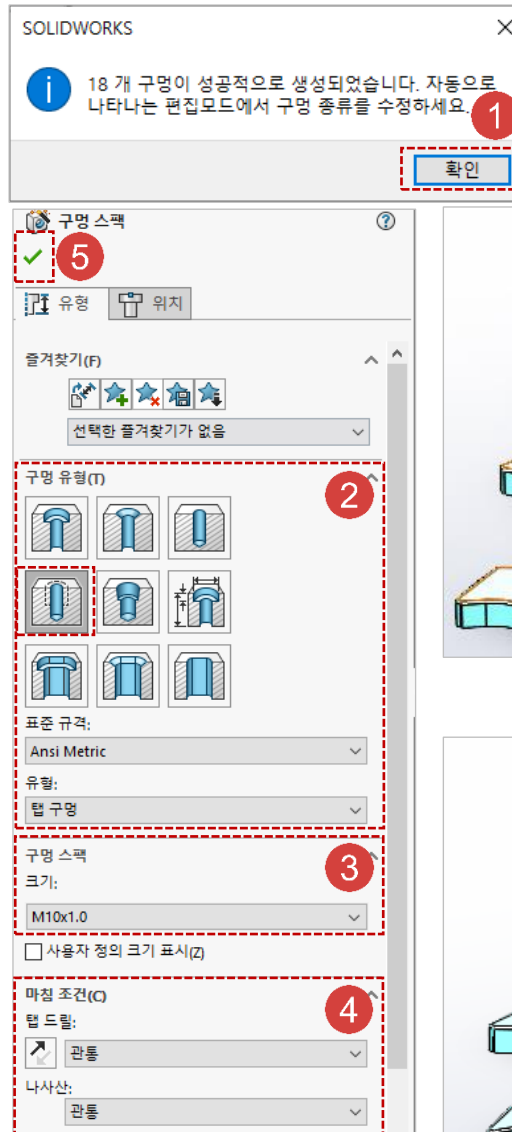 SOLIDWORKS
18 개 구멍이 성공적으로 생성되었습니다. 자동으로
나타나는 편집모드에서 구멍 종류를 수정하세요.
1
확인
구멍 스팩
5
유형
위치
즐겨찾기(F)
선택한 즐겨찾기가 없음
구멍 유형(T)
2
표준 규격:
Ansi Metric
유형:
탭 구멍
구멍 스팩
3
크기:
M10x1.0
사용자 정의 크기 표시(Z)
마침 조건(C)
4
탭 드릴:
관통
나사산:
관통